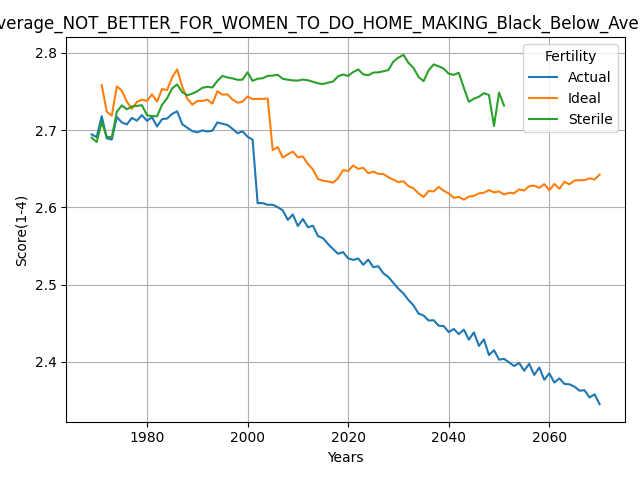 verage_NOT_BETTER_FOR_WOMEN_TO_DO_HOME_MAKING_Black_Below_Ave
Fertility
Actual
Ideal
Sterile
2.8
2.7
2.6
2.5
2.4
Score(1-4)
1980
2000
2020
2040
2060
Years